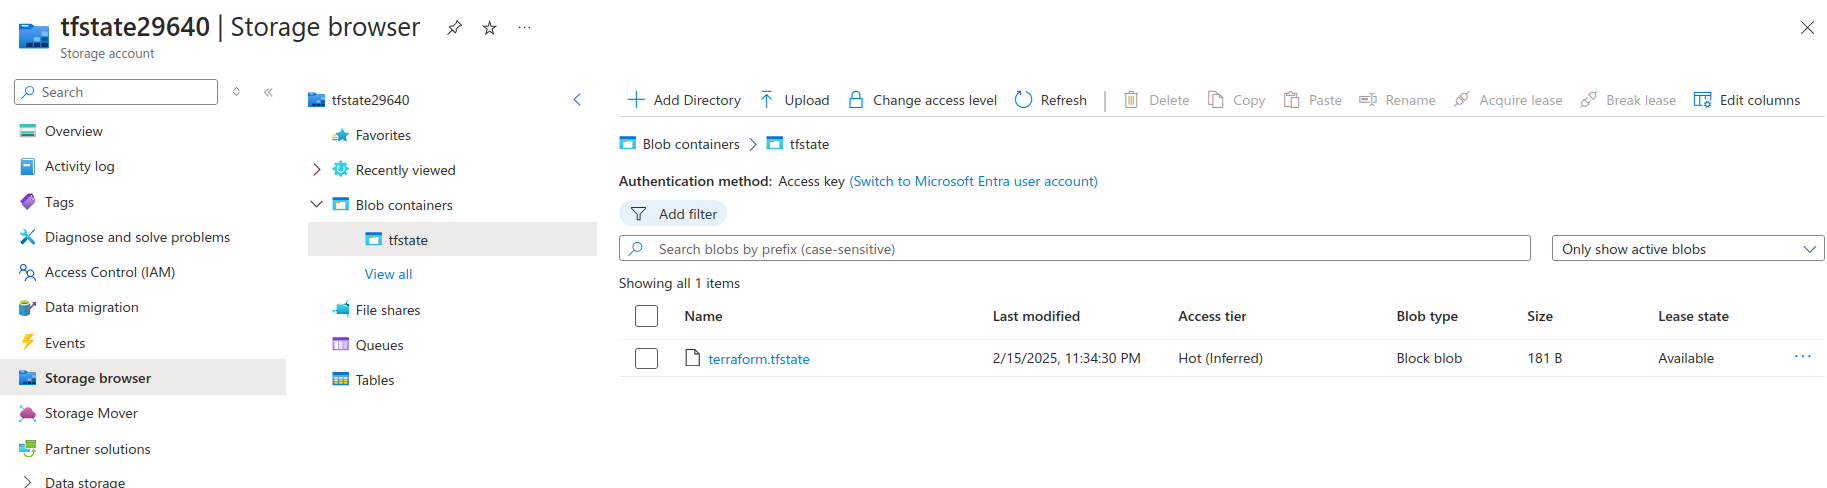 tfstate29640 | Storage browser
Storage account
Search
Overview
Activity log
Tags
Diagnose and solve problems
Access Control (IAM)
Data migration
Events
Storage browser
Storage Mover
Partner solutions
Data storage
tfstate29640
Favorites
Recently viewed
Blob containers
tfstate
View all
File shares
Queues
Tables
Add Directory Upload Change access level Refresh Delete Copy Paste Rename Acquire lease Break lease Edit columns
Blob containers > tfstate
Authentication method: Access key (Switch to Microsoft Entra user account)
Add filter
Search blobs by prefix (case-sensitive) Only show active blobs
Showing all 1 items
Name Last modified Access tier Blob type Size Lease state
terraform.tfstate 2/15/2025, 11:34:30 PM Hot (Inferred) Block blob 181 B Available